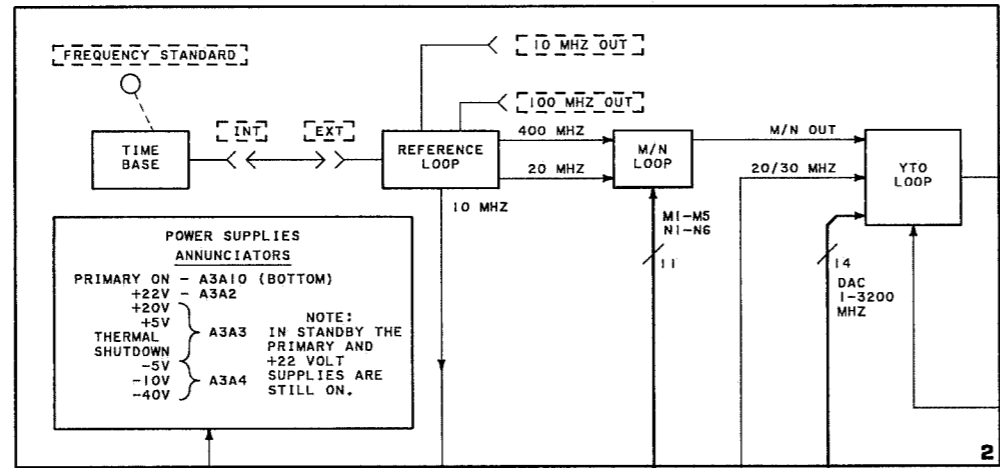 FREQUENCY STANDARD
10 MHZ OUT
100 MHZ OUT
INT
EXT
TIME
BASE
REFERENCE
LOOP
400 MHZ
20 MHZ
10 MHZ
M/N
LOOP
M/N OUT
20/30 MHZ
YTO
LOOP
M1-M5
N1-N6
11
14
DAC
1-3200
MHZ
POWER SUPPLIES
ANNUNCIATORS
PRIMARY ON - A3A10 (BOTTOM)
+22V - A3A2
+20V
+5V
THERMAL
SHUTDOWN
A3A3
-5V
-10V
-40V
A3A4
NOTE:
IN STANDBY THE
PRIMARY AND
+22 VOLT
SUPPLIES ARE
STILL ON.
2